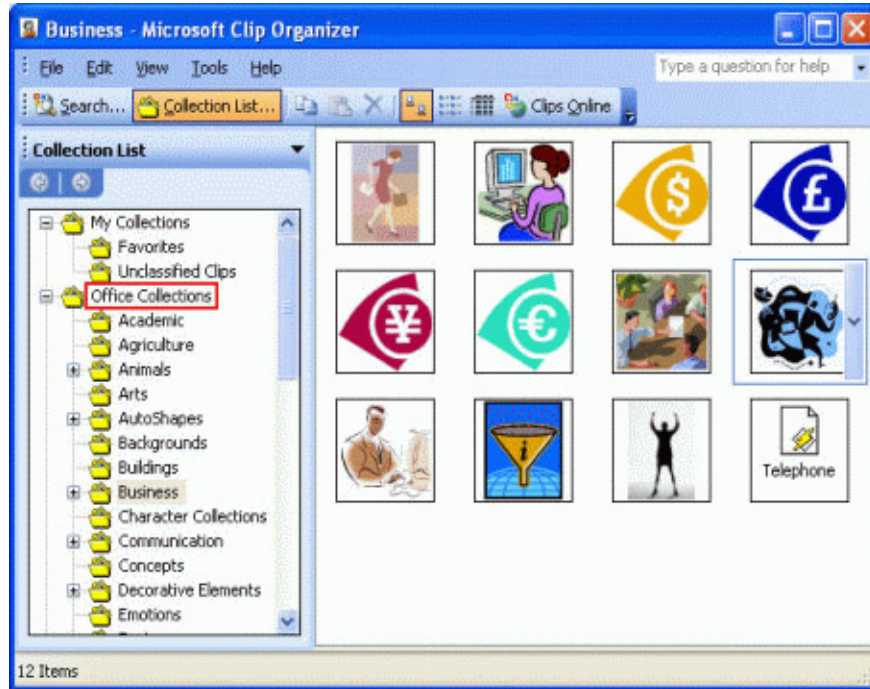 Business - Microsoft Clip Organizer
File Edit View Tools Help
Type a question for help
Search... Collection List... Clips Online
Collection List
My Collections
Favorites
Unclassified Clips
Office Collections
Academic
Agriculture
Animals
Arts
AutoShapes
Backgrounds
Buildings
Business
Character Collections
Communication
Concepts
Decorative Elements
Emotions
$
£
¥
€
i
Telephone
12 Items